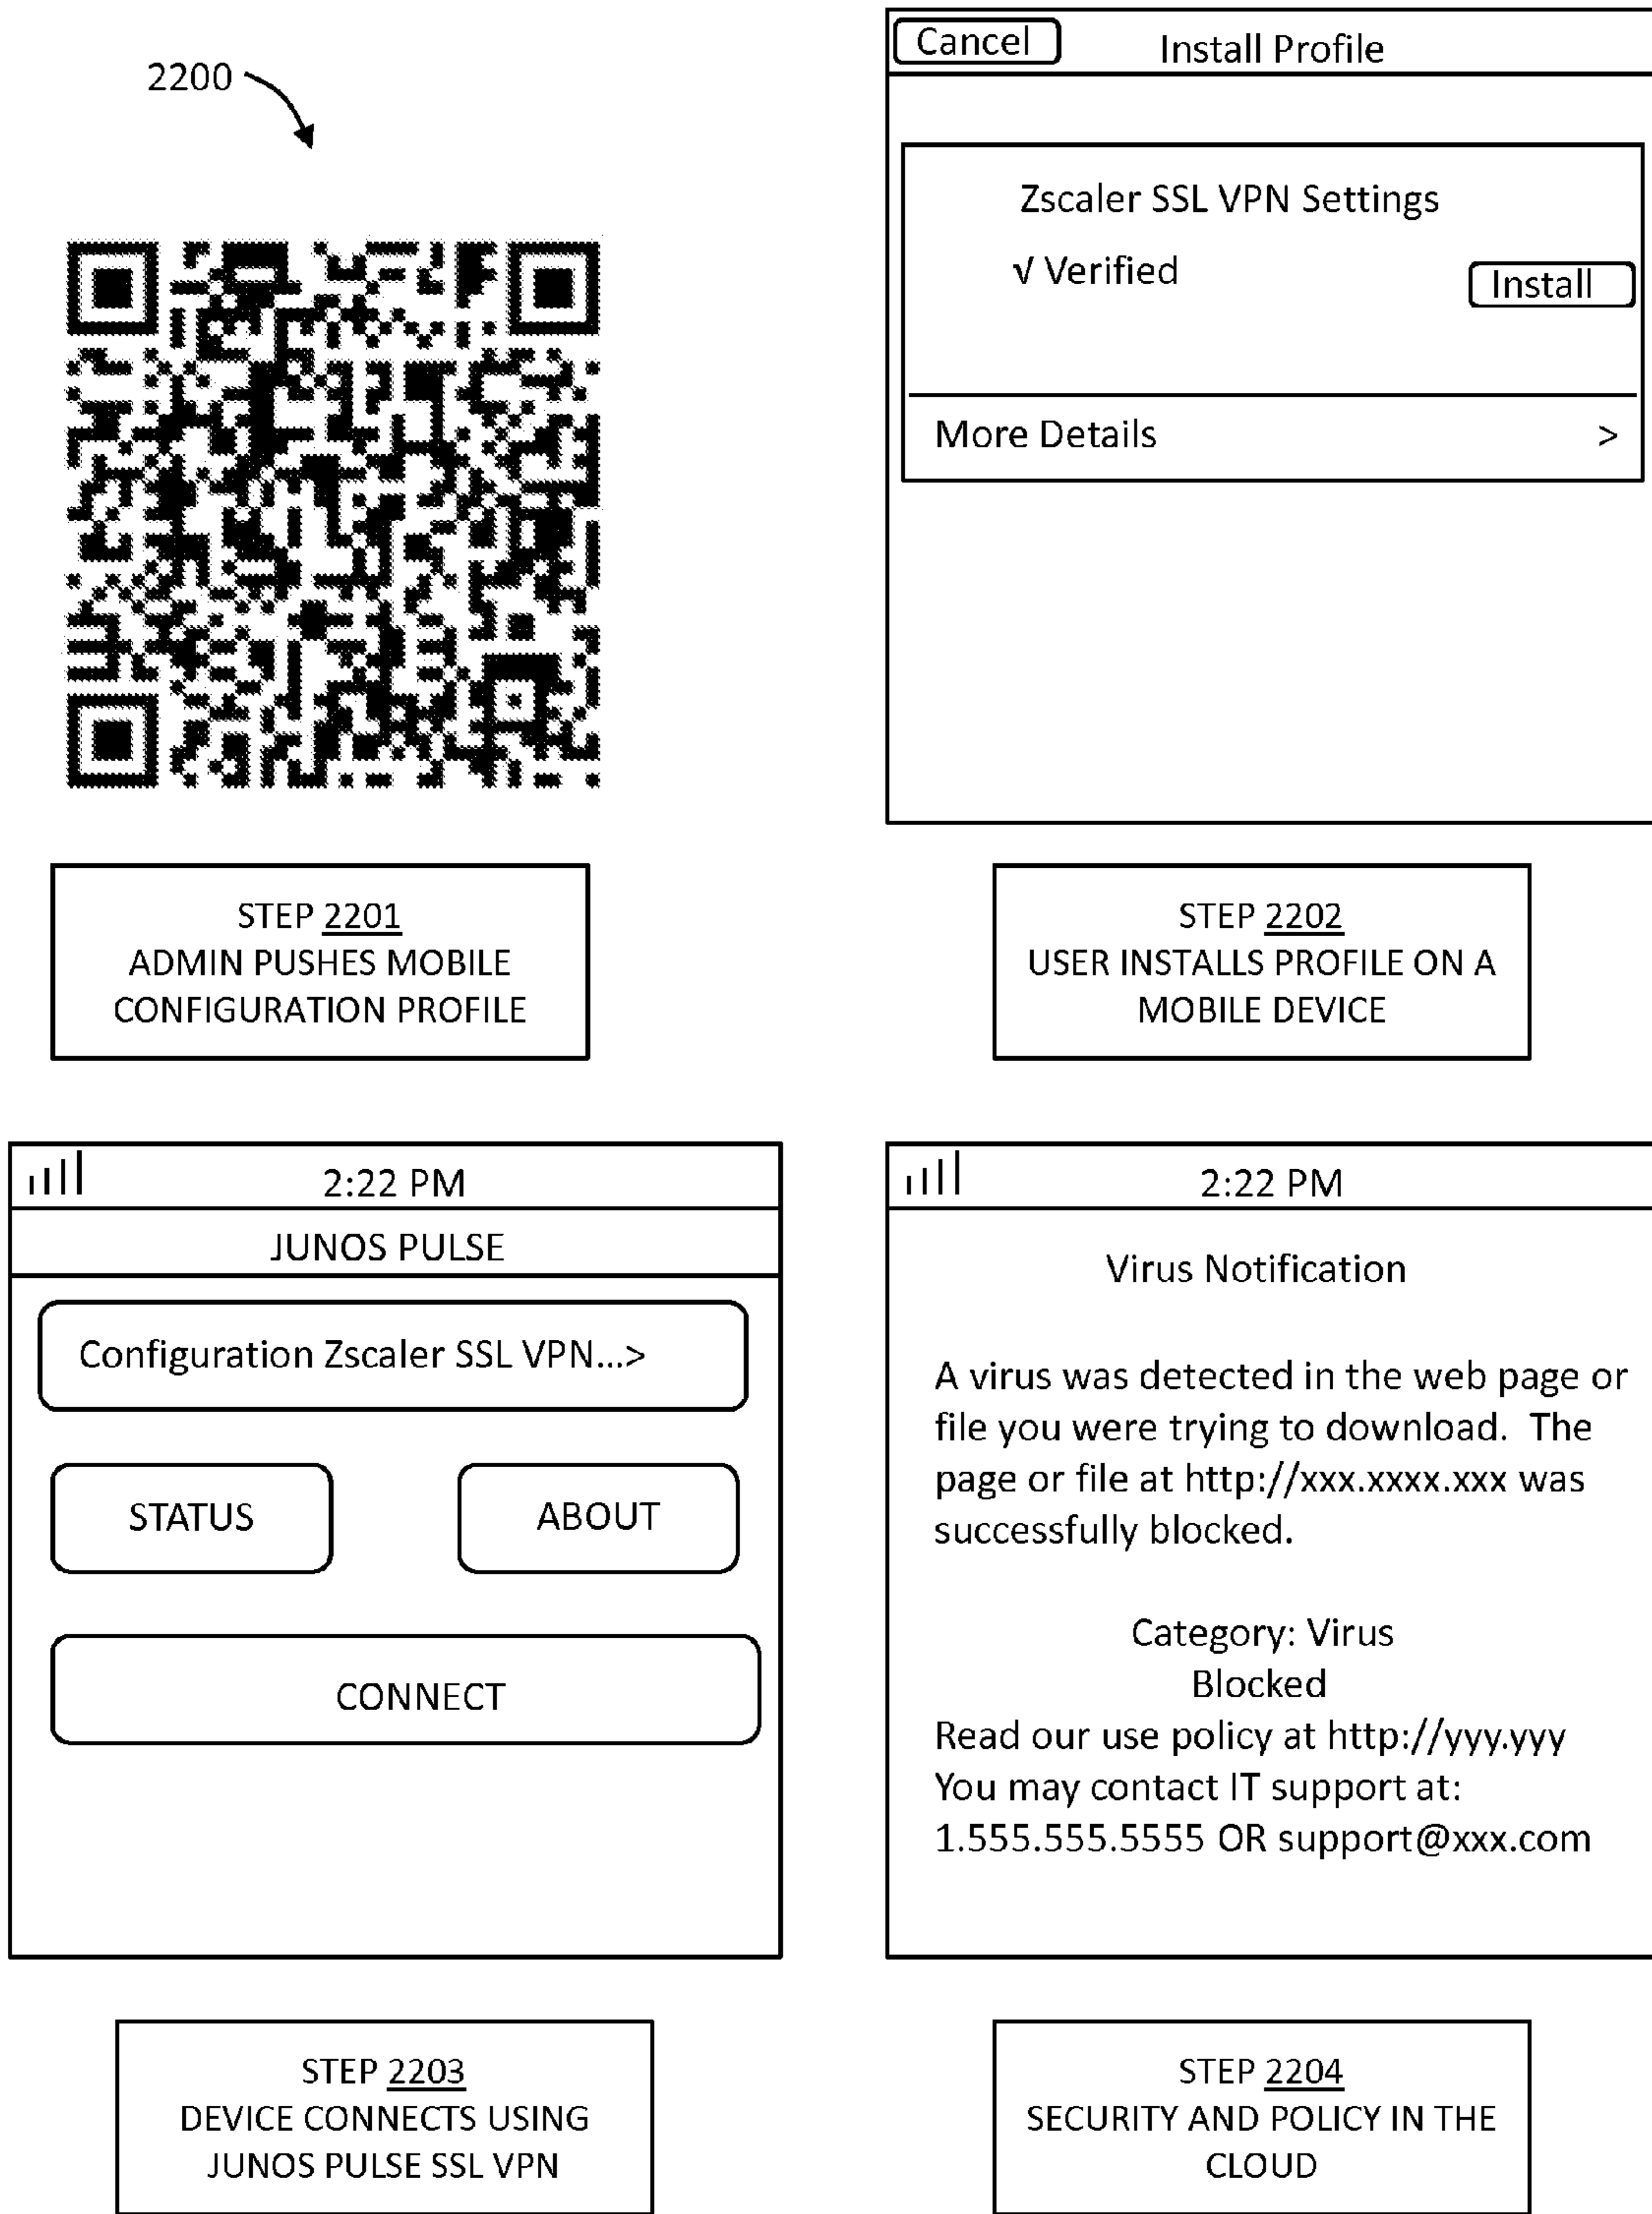 2200
Cancel
Install Profile
Zscaler SSL VPN Settings
√ Verified
Install
More Details >
STEP 2201
ADMIN PUSHES MOBILE
CONFIGURATION PROFILE
STEP 2202
USER INSTALLS PROFILE ON A
MOBILE DEVICE
2:22 PM
JUNOS PULSE
Configuration Zscaler SSL VPN...>
STATUS
ABOUT
CONNECT
2:22 PM
Virus Notification
A virus was detected in the web page or
file you were trying to download. The
page or file at http://xxx.xxxx.xxx was
successfully blocked.
Category: Virus
Blocked
Read our use policy at http://yyy.yyy
You may contact IT support at:
1.555.555.5555 OR support@xxx.com
STEP 2203
DEVICE CONNECTS USING
JUNOS PULSE SSL VPN
STEP 2204
SECURITY AND POLICY IN THE
CLOUD